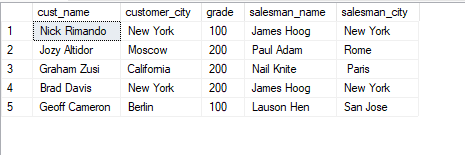 cust_name customer_city grade salesman_name salesman_city
1 Nick Rimando New York 100 James Hoog New York
2 Jozy Altidor Moscow 200 Paul Adam Rome
3 Graham Zusi California 200 Nail Knite Paris
4 Brad Davis New York 200 James Hoog New York
5 Geoff Cameron Berlin 100 Lauson Hen San Jose